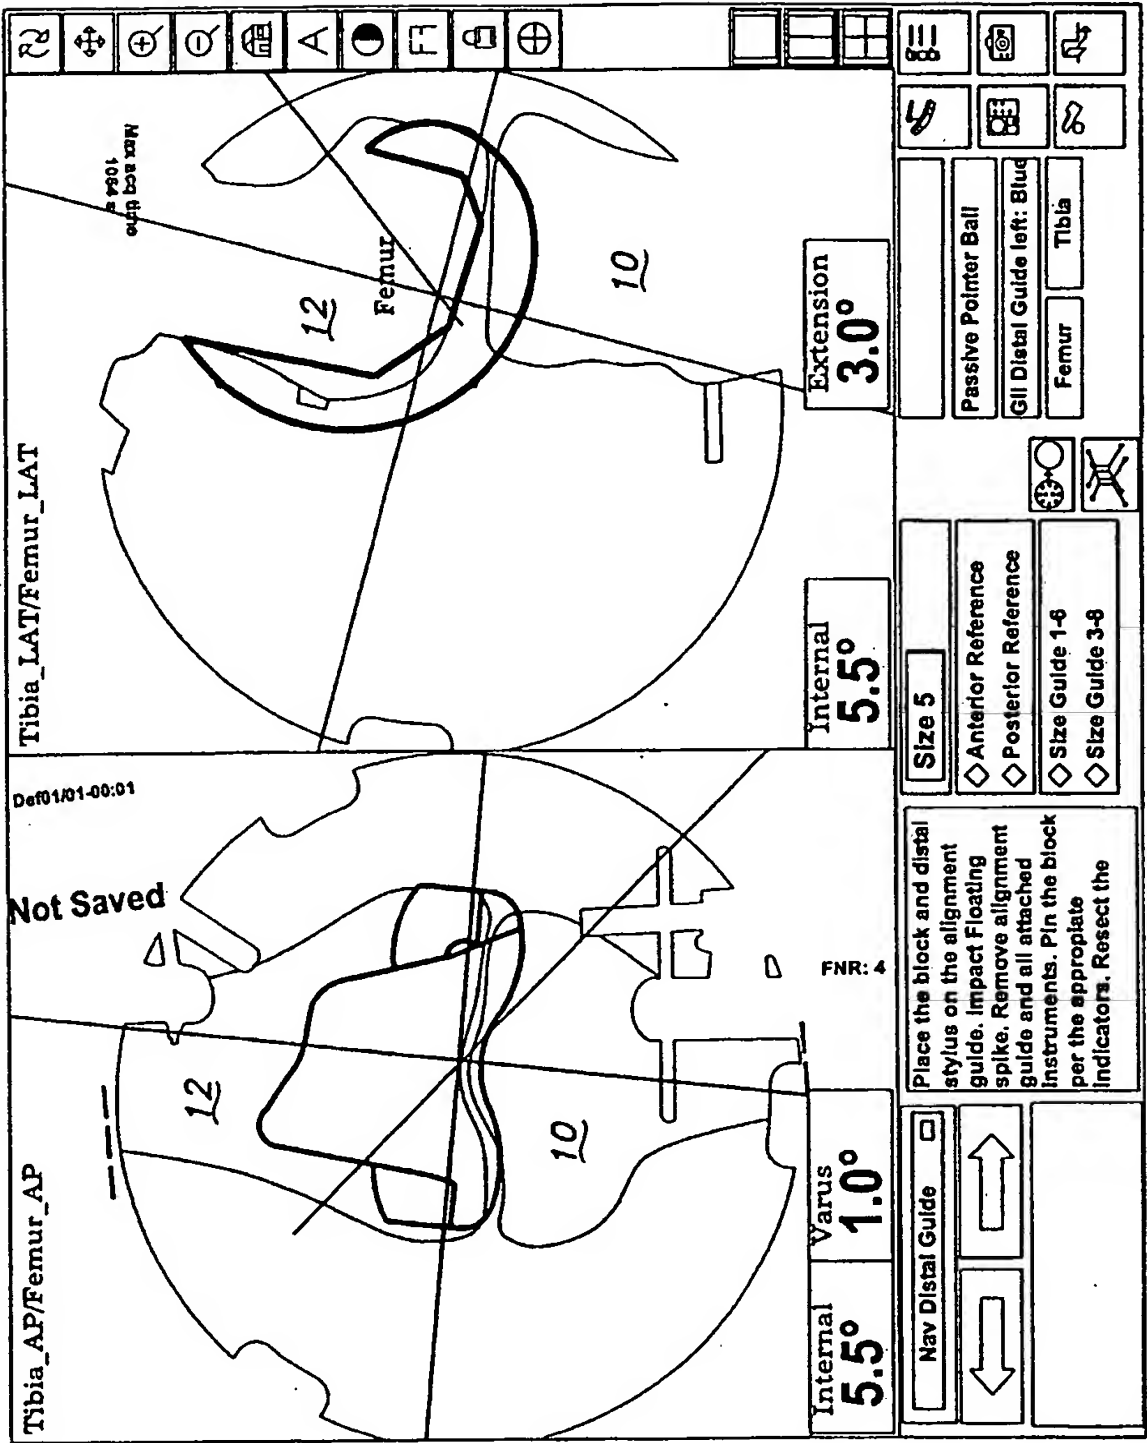 Tibia_AP/Femur_AP
Not Saved
Def01/01-00:01
12
10
FNR: 4
Internal
5.5°
Varus
1.0°
Tibia_LAT/Femur_LAT
Max acq time
1064 s
12
Femur
10
Internal
5.5°
Extension
3.0°
Nav Distal Guide
Place the block and distal
stylus on the alignment
guide. Impact Floating
spike. Remove alignment
guide and all attached
Instruments. Pin the block
per the appropiate
Indicators. Resect the
Size 5
Anterior Reference
Posterior Reference
Size Guide 1-6
Size Guide 3-8
Passive Pointer Ball
GII Distal Guide left: Blue
Femur
Tibia
A